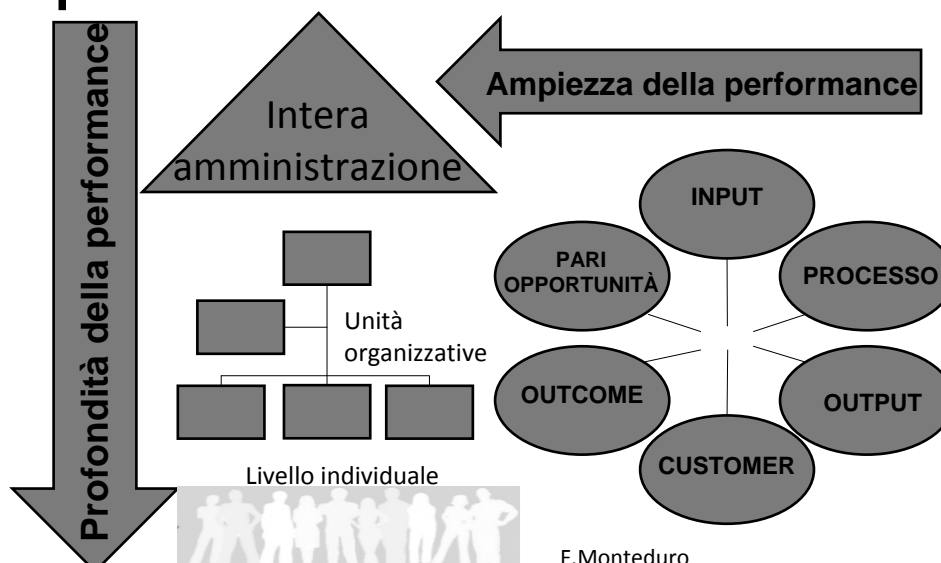 Profondità della performance
Ampiezza della performance
Intera
amministrazione
INPUT
PARI
OPPORTUNITÀ
PROCESSO
Unità
organizzative
OUTCOME
OUTPUT
CUSTOMER
Livello individuale
F.Monteduro